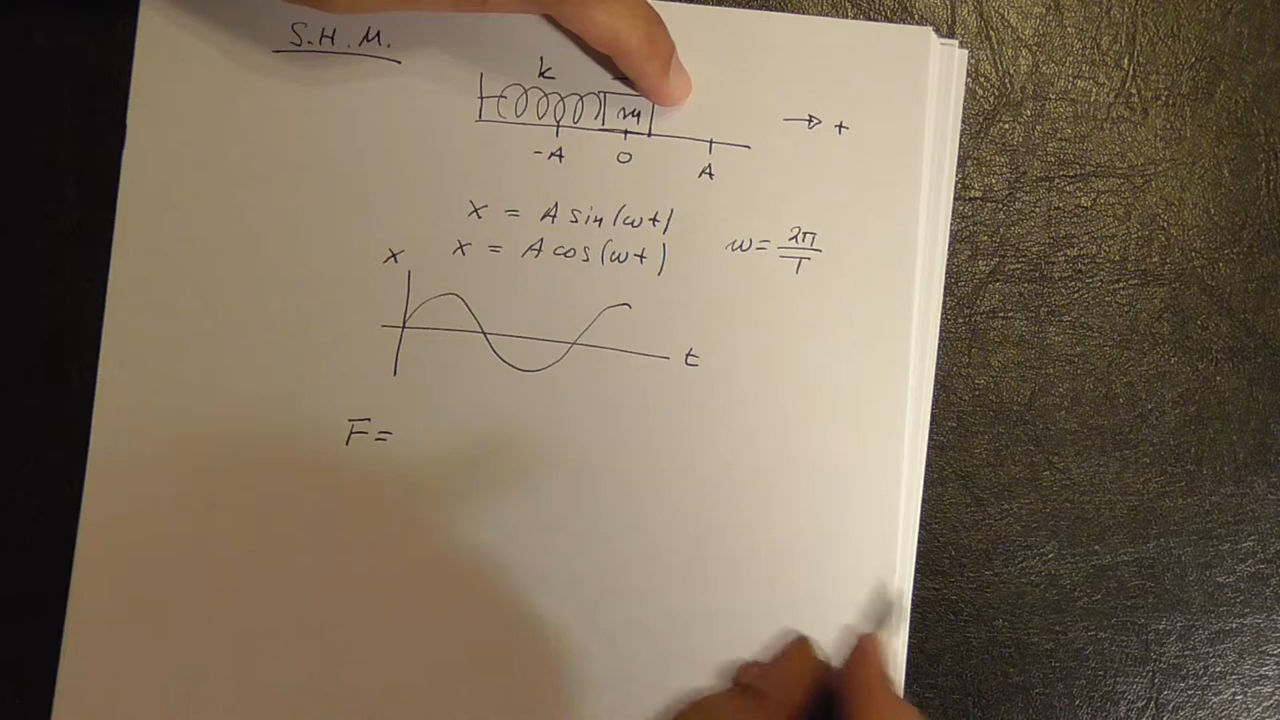 S.H.M.
k
m
→ +
-A 0 A
x = A sin(ωt)
x = A cos(ωt) ω = 2π/T
x
t
F =